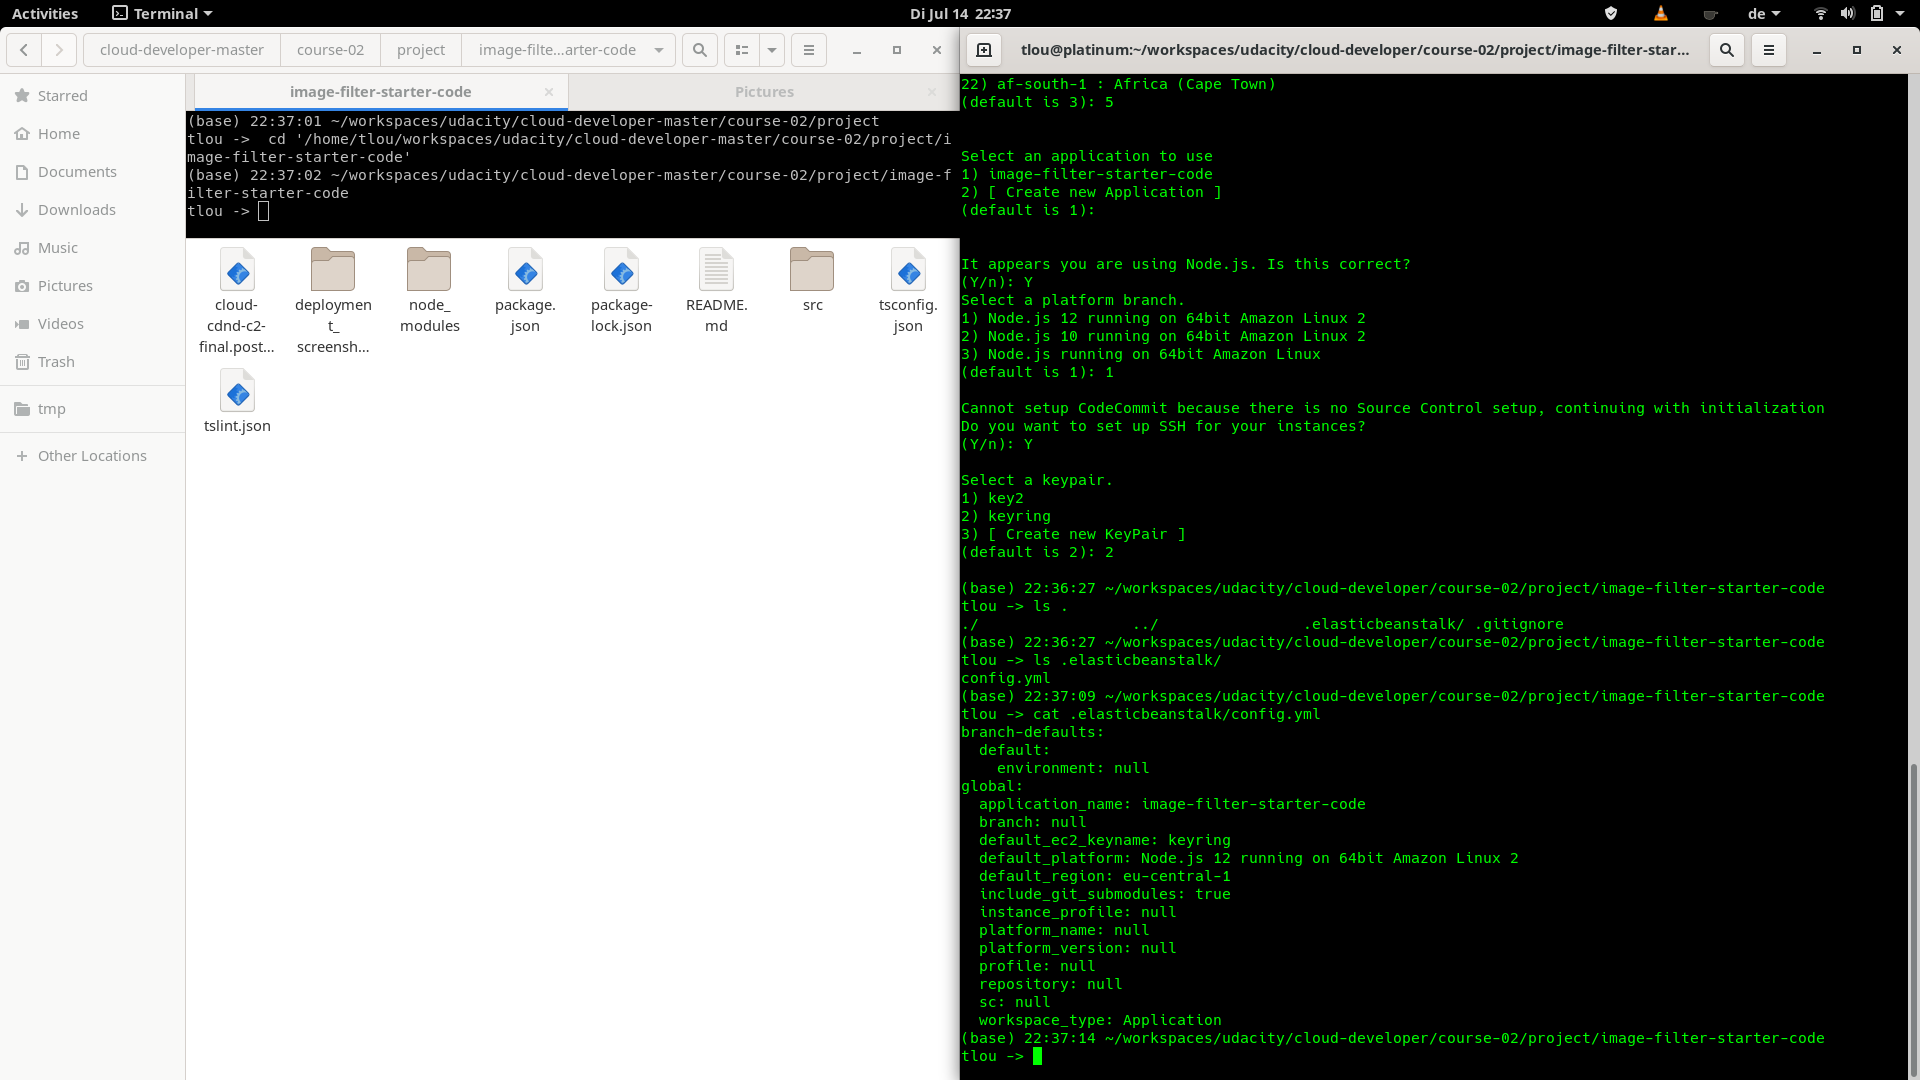 Activities
Terminal
Di Jul 14 22:37
de
cloud-developer-master
course-02
project
image-filte...arter-code
image-filter-starter-code
Pictures
Starred
Home
Documents
Downloads
Music
Pictures
Videos
Trash
tmp
Other Locations
(base) 22:37:01 ~/workspaces/udacity/cloud-developer-master/course-02/project
tlou ->  cd '/home/tlou/workspaces/udacity/cloud-developer-master/course-02/project/i
mage-filter-starter-code'
(base) 22:37:02 ~/workspaces/udacity/cloud-developer-master/course-02/project/image-f
ilter-starter-code
tlou ->
cloud-
cdnd-c2-
final.post...
deploymen
t_
screensh...
node_
modules
package.
json
package-
lock.json
README.
md
src
tsconfig.
json
tslint.json
tlou@platinum:~/workspaces/udacity/cloud-developer/course-02/project/image-filter-star...
22) af-south-1 : Africa (Cape Town)
(default is 3): 5
Select an application to use
1) image-filter-starter-code
2) [ Create new Application ]
(default is 1):
It appears you are using Node.js. Is this correct?
(Y/n): Y
Select a platform branch.
1) Node.js 12 running on 64bit Amazon Linux 2
2) Node.js 10 running on 64bit Amazon Linux 2
3) Node.js running on 64bit Amazon Linux
(default is 1): 1
Cannot setup CodeCommit because there is no Source Control setup, continuing with initialization
Do you want to set up SSH for your instances?
(Y/n): Y
Select a keypair.
1) key2
2) keyring
3) [ Create new KeyPair ]
(default is 2): 2
(base) 22:36:27 ~/workspaces/udacity/cloud-developer/course-02/project/image-filter-starter-code
tlou -> ls .
./ ../ .elasticbeanstalk/ .gitignore
(base) 22:36:27 ~/workspaces/udacity/cloud-developer/course-02/project/image-filter-starter-code
tlou -> ls .elasticbeanstalk/
config.yml
(base) 22:37:09 ~/workspaces/udacity/cloud-developer/course-02/project/image-filter-starter-code
tlou -> cat .elasticbeanstalk/config.yml
branch-defaults:
  default:
    environment: null
global:
  application_name: image-filter-starter-code
  branch: null
  default_ec2_keyname: keyring
  default_platform: Node.js 12 running on 64bit Amazon Linux 2
  default_region: eu-central-1
  include_git_submodules: true
  instance_profile: null
  platform_name: null
  platform_version: null
  profile: null
  repository: null
  sc: null
  workspace_type: Application
(base) 22:37:14 ~/workspaces/udacity/cloud-developer/course-02/project/image-filter-starter-code
tlou ->